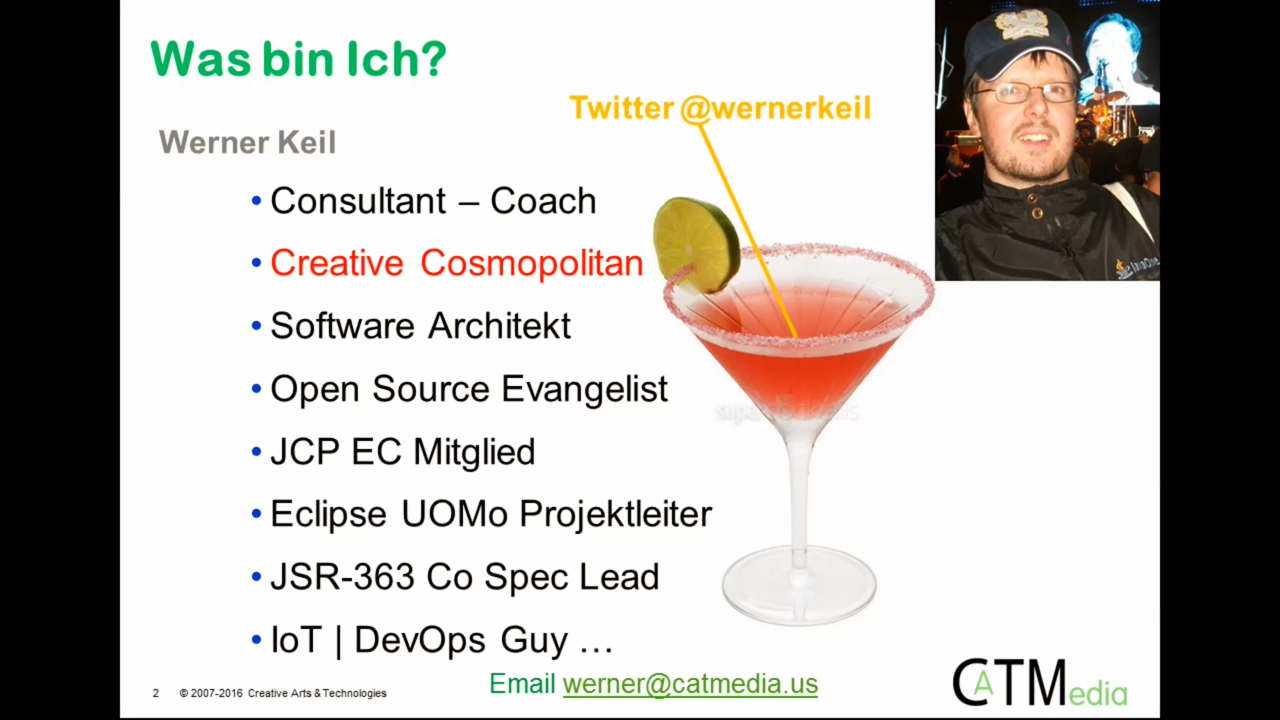 Was bin Ich?
Twitter @wernerkeil
Werner Keil
• Consultant – Coach
• Creative Cosmopolitan
• Software Architekt
• Open Source Evangelist
• JCP EC Mitglied
• Eclipse UOMo Projektleiter
• JSR-363 Co Spec Lead
• IoT | DevOps Guy …
Email werner@catmedia.us
2 © 2007-2016 Creative Arts & Technologies
CATMedia